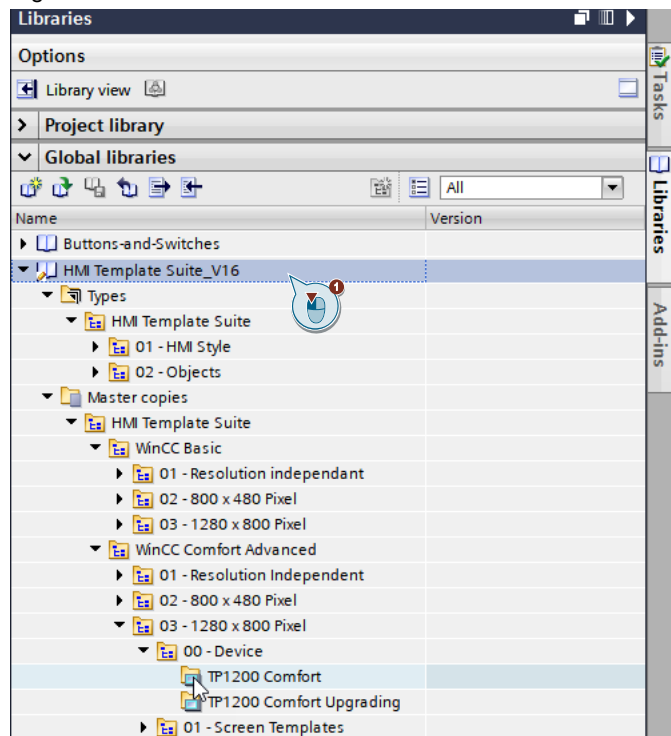 Libraries
Options
Library view
Project library
Global libraries
All
Name Version
Buttons-and-Switches
HMI Template Suite_V16
1
Types
HMI Template Suite
01 - HMI Style
02 - Objects
Master copies
HMI Template Suite
WinCC Basic
01 - Resolution independant
02 - 800 x 480 Pixel
03 - 1280 x 800 Pixel
WinCC Comfort Advanced
01 - Resolution Independent
02 - 800 x 480 Pixel
03 - 1280 x 800 Pixel
00 - Device
TP1200 Comfort
TP1200 Comfort Upgrading
01 - Screen Templates
Tasks
Libraries
Add-ins